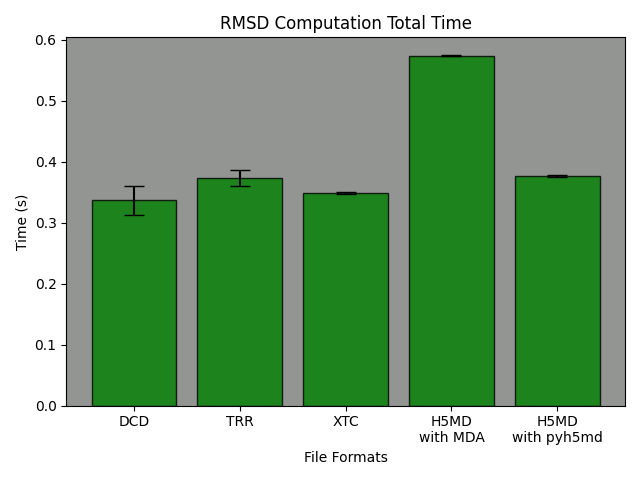 RMSD Computation Total Time
Time (s)
0.6
0.5
0.4
0.3
0.2
0.1
0.0
DCD
TRR
XTC
H5MD
with MDA
H5MD
with pyh5md
File Formats